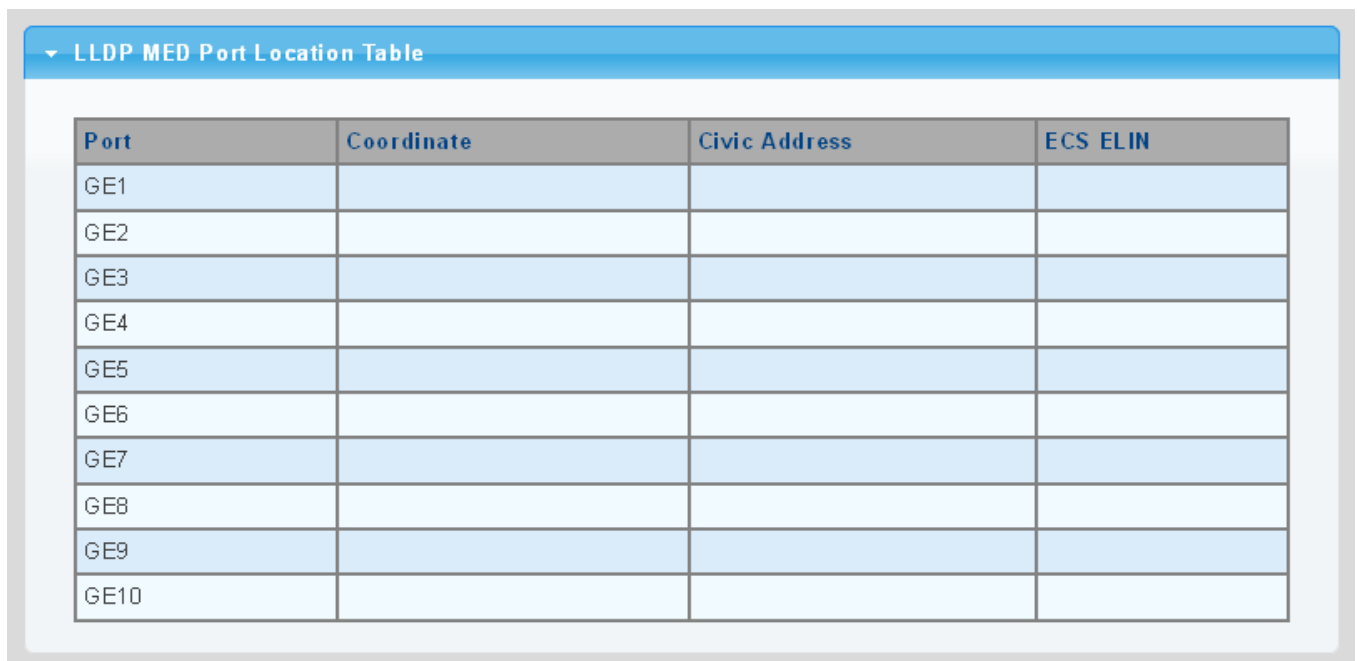 LLDP MED Port Location Table
Port Coordinate Civic Address ECS ELIN
GE1
GE2
GE3
GE4
GE5
GE6
GE7
GE8
GE9
GE10